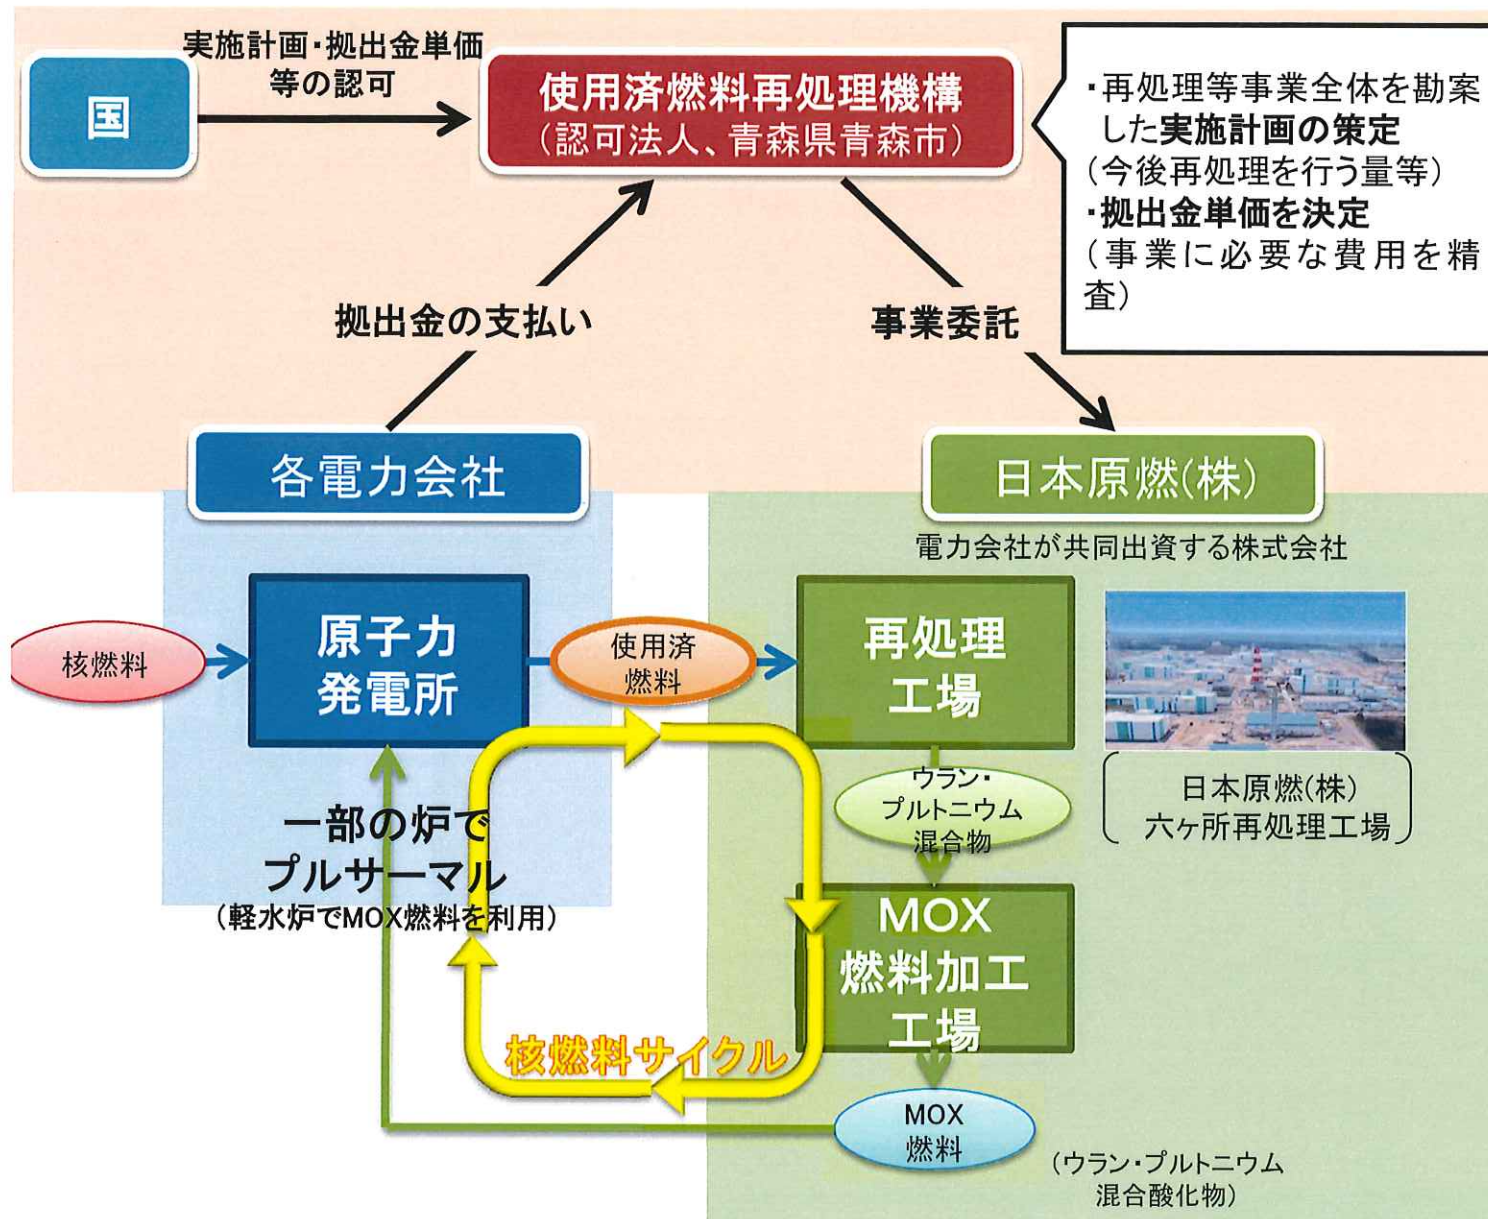 実施計画・拠出金単価
等の認可
国
使用済燃料再処理機構
（認可法人、青森県青森市）
・再処理等事業全体を勘案
した実施計画の策定
（今後再処理を行う量等）
・拠出金単価を決定
（事業に必要な費用を精
査）
拠出金の支払い
事業委託
各電力会社
日本原燃(株)
電力会社が共同出資する株式会社
核燃料
原子力
発電所
使用済
燃料
再処理
工場
ウラン・
プルトニウム
混合物
日本原燃(株)
六ヶ所再処理工場
一部の炉で
プルサーマル
（軽水炉でMOX燃料を利用）
MOX
燃料加工
工場
核燃料サイクル
MOX
燃料
（ウラン・プルトニウム
混合酸化物）